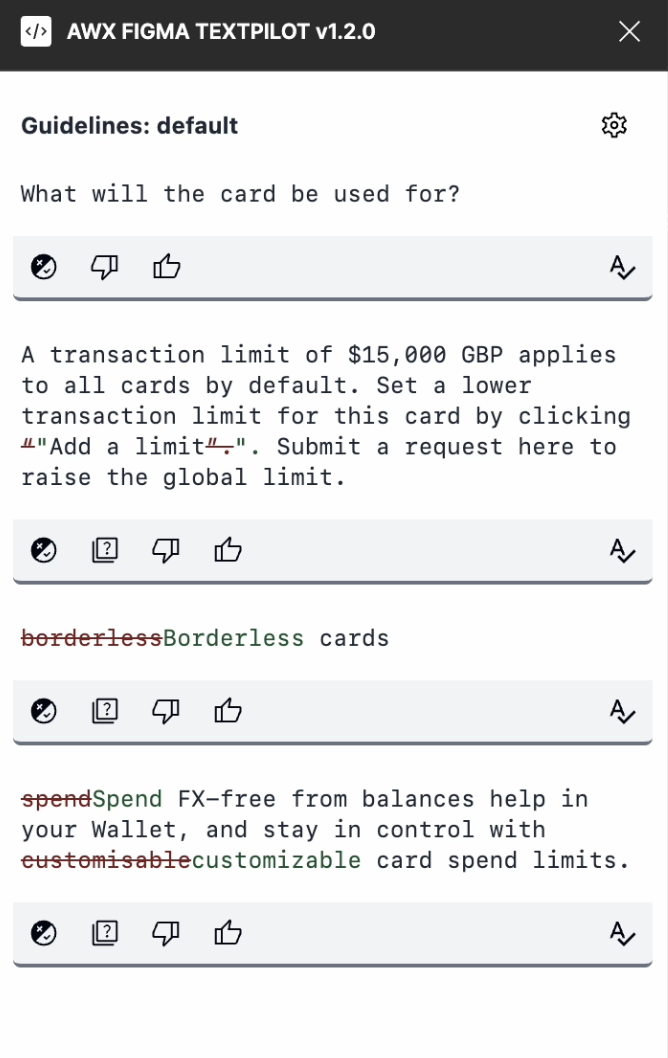 </> AWX FIGMA TEXTPILOT v1.2.0
Guidelines: default
What will the card be used for?
A transaction limit of $15,000 GBP applies
to all cards by default. Set a lower
transaction limit for this card by clicking
“"Add a limit”.". Submit a request here to
raise the global limit.
borderlessBorderless cards
spendSpend FX-free from balances help in
your Wallet, and stay in control with
customisablecustomizable card spend limits.